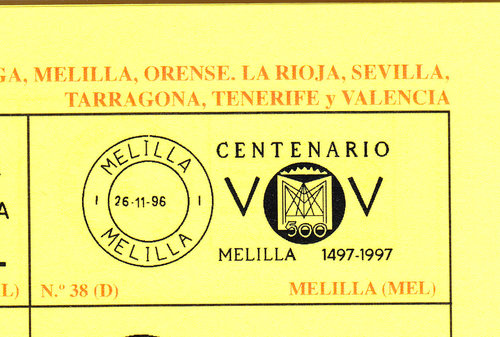 GA, MELILLA, ORENSE. LA RIOJA, SEVILLA,
TARRAGONA, TENERIFE y VALENCIA
A
L)
MELILLA
- 26-11-96 -
MELILLA
CENTENARIO
V V
500
MELILLA 1497-1997
N.º 38 (D)
MELILLA (MEL)